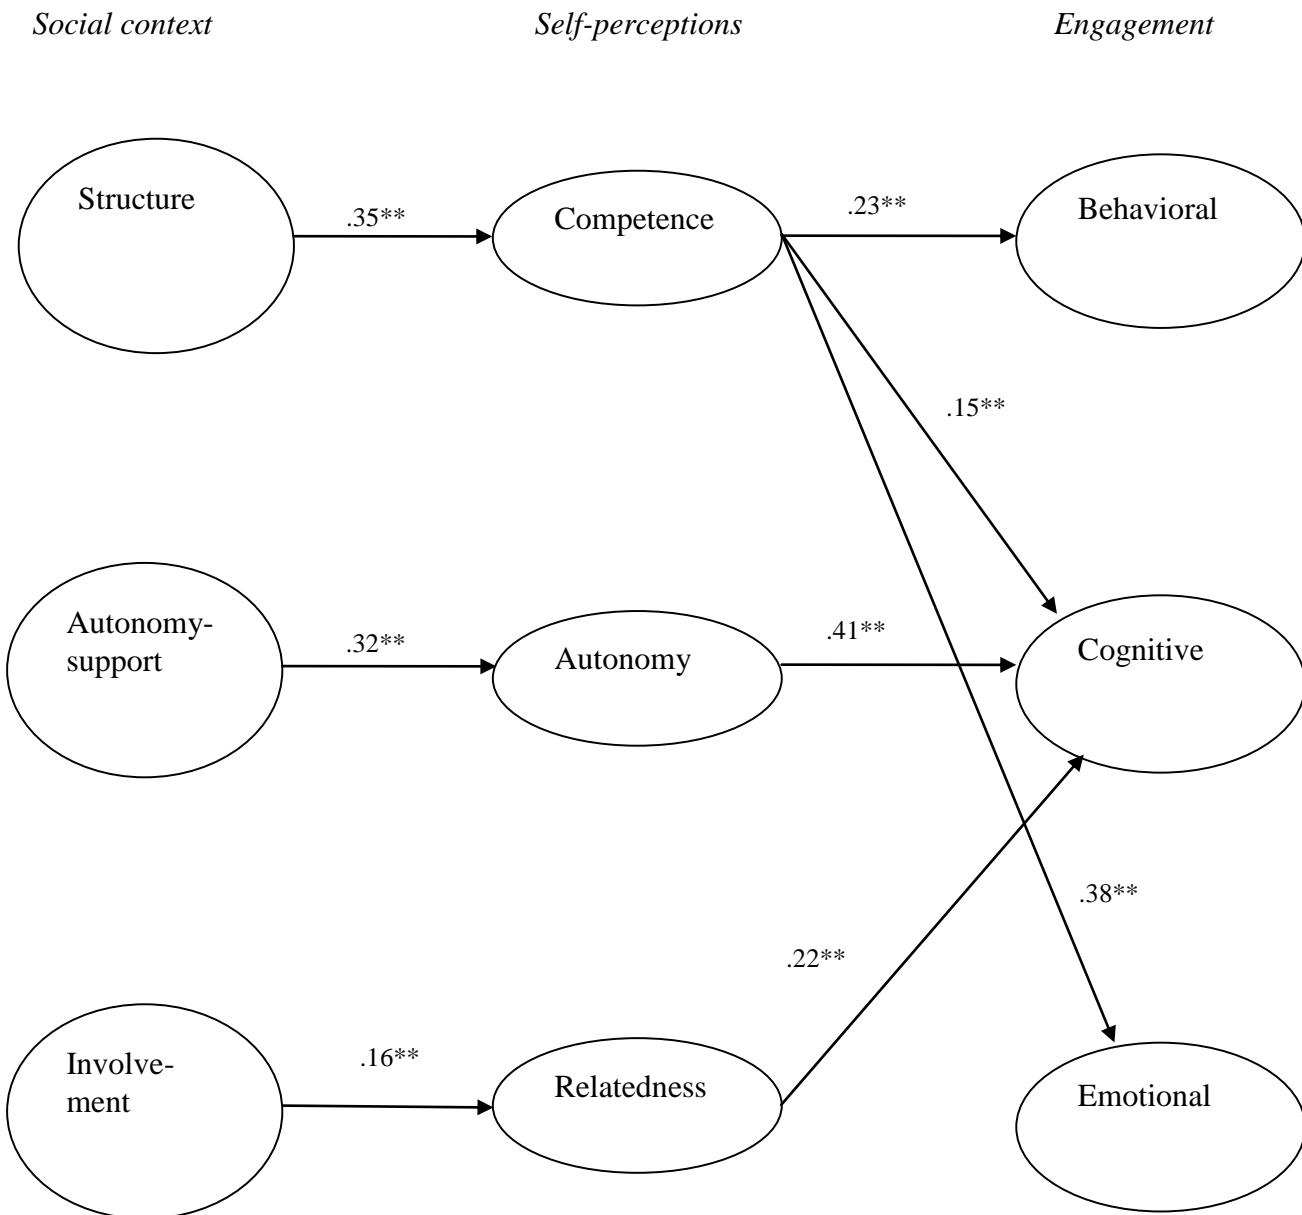 Social context
Self-perceptions
Engagement
Structure
.35**
Competence
.23**
Behavioral
.15**
Autonomy-
support
.32**
Autonomy
.41**
Cognitive
.38**
.22**
Involve-
ment
.16**
Relatedness
Emotional